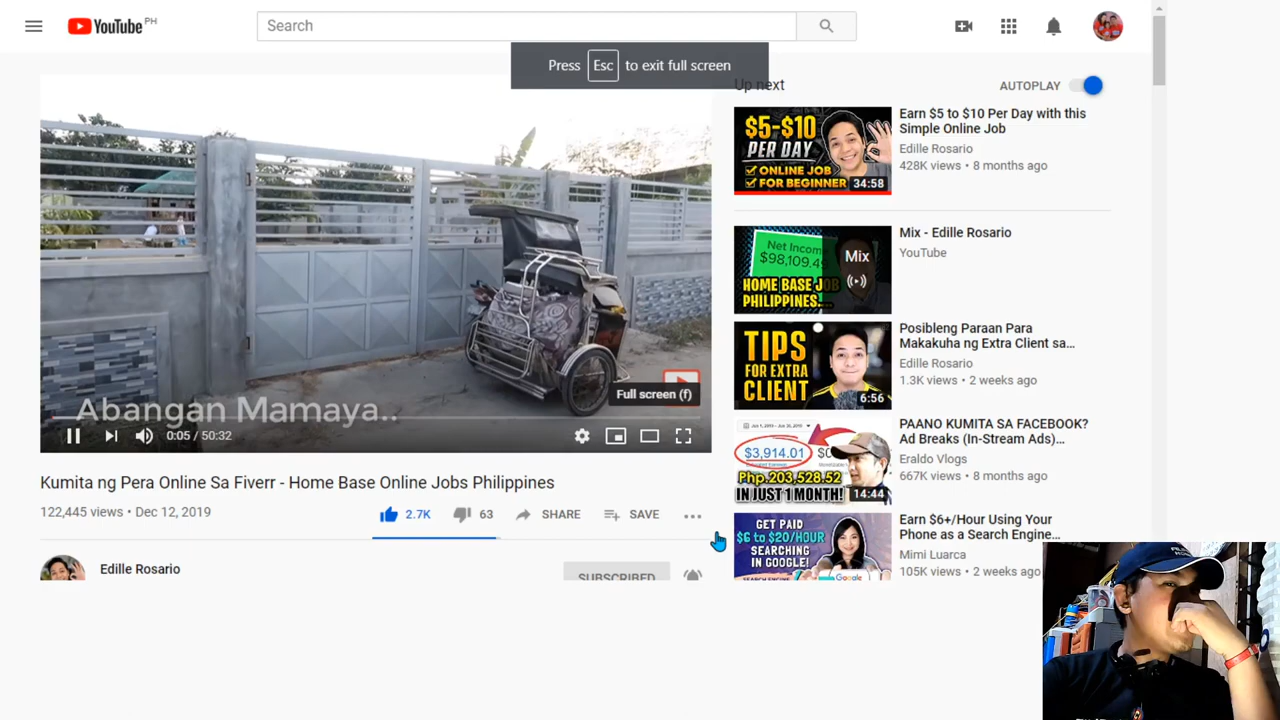 YouTube PH
Search
Press Esc to exit full screen
Up next
AUTOPLAY
Abangan Mamaya..
Full screen (f)
0:05 / 50:32
Kumita ng Pera Online Sa Fiverr - Home Base Online Jobs Philippines
122,445 views • Dec 12, 2019
2.7K
63
SHARE
SAVE
Edille Rosario
SUBSCRIBED
$5-$10
PER DAY
ONLINE JOB
FOR BEGINNER
34:58
Earn $5 to $10 Per Day with this
Simple Online Job
Edille Rosario
428K views • 8 months ago
Net Incom
$98,109.4
Mix
HOME BASE JOB
PHILIPPINES...
Mix - Edille Rosario
YouTube
TIPS
FOR EXTRA
CLIENT
6:56
Posibleng Paraan Para
Makakuha ng Extra Client sa...
Edille Rosario
1.3K views • 2 weeks ago
$3,914.01
Php.203,528.52
IN JUST 1 MONTH!
14:44
PAANO KUMITA SA FACEBOOK?
Ad Breaks (In-Stream Ads)...
Eraldo Vlogs
667K views • 8 months ago
GET PAID
$6 to $20/HOUR
SEARCHING
IN GOOGLE!
Google
Earn $6+/Hour Using Your
Phone as a Search Engine...
Mimi Luarca
105K views • 2 weeks ago